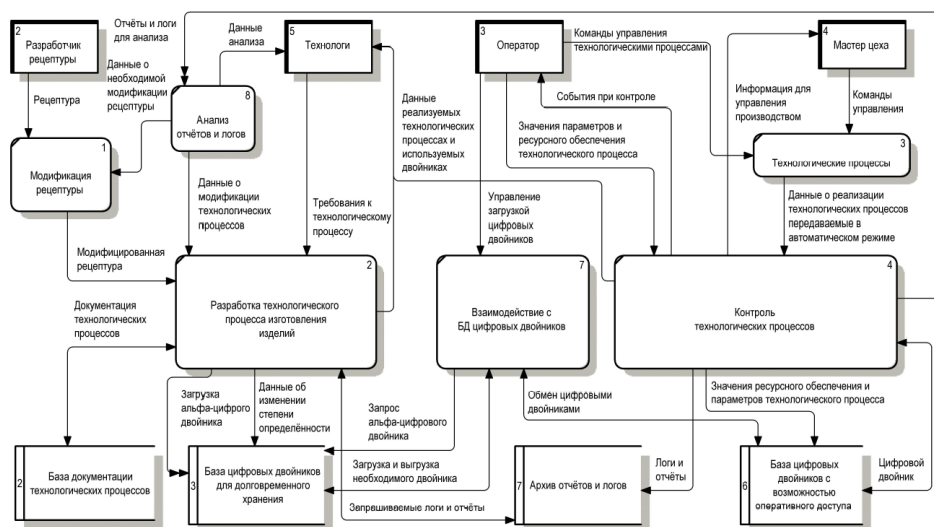 2
Разработчик
рецептуры
Отчёты и логи
для анализа
Данные
анализа
5
Технологи
3
Оператор
Команды управления
технологическими процессами
4
Мастер цеха
Рецептура
Данные о
необходимой
модификации
рецептуры
8
Анализ
отчётов и логов
Данные
реализуемых
технологических
процессах и
используемых
двойниках
События при контроле
Значения параметров и
ресурсного обеспечения
технологического процесса
Информация для
управления
производством
Команды
управления
1
Модификация
рецептуры
3
Технологические процессы
Данные о
модификации
технологических
процессов
Требования к
технологическому
процессу
Управление
загрузкой
цифровых
двойников
Данные о реализации
технологических процессов
передаваемые в
автоматическом режиме
Модифицированная
рецептура
2
Разработка технологического
процесса изготовления
изделий
7
Взаимодействие с
БД цифровых двойников
4
Контроль
технологических процессов
Документация
технологических
процессов
Загрузка
альфа-цифрого
двойника
Данные об
изменении
степени
определённости
Запрос
альфа-цифрового
двойника
Обмен цифровыми
двойниками
Значения ресурсного обеспечения и
параметров технологического процесса
2
База документации
технологических процессов
3
База цифровых двойников
для долговременного
хранения
Загрузка и выгрузка
необходимого двойника
Запрашиваемые логи и отчёты
7
Архив отчётов и логов
Логи и
отчёты
6
База цифровых
двойников с
возможностью
оперативного доступа
Цифровой
двойник